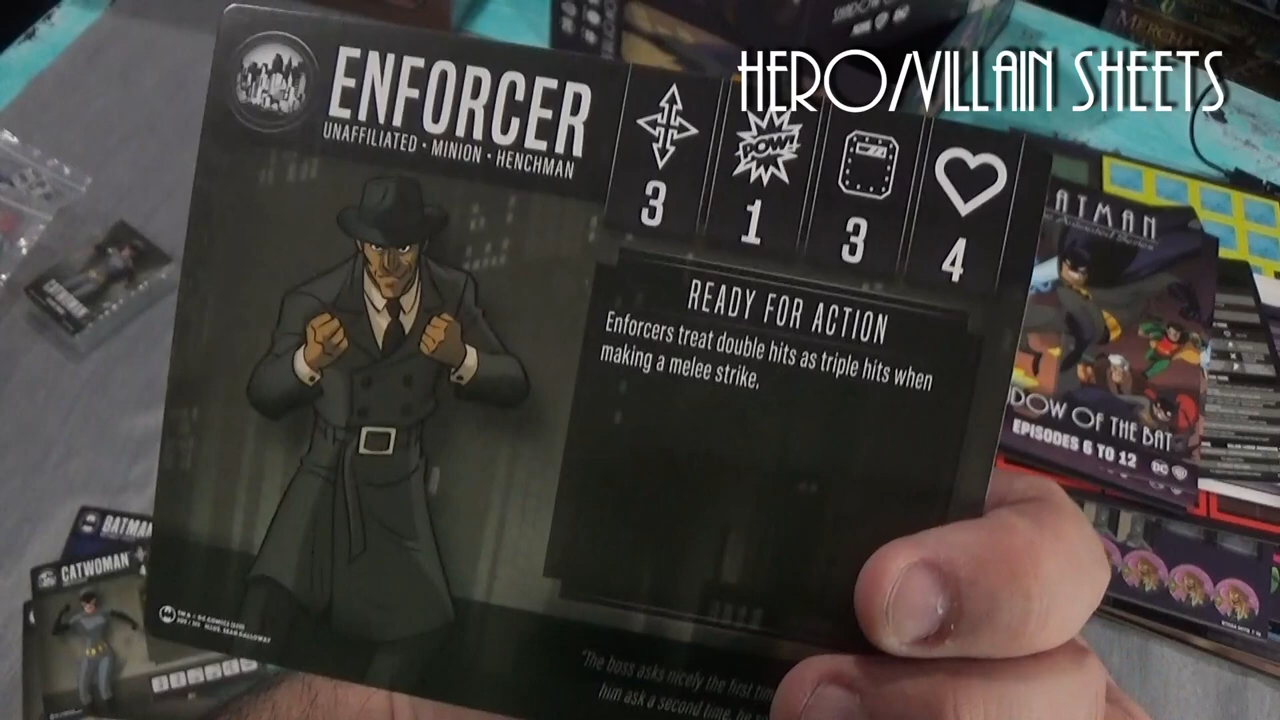 HERO/VILLAIN SHEETS
ENFORCER
UNAFFILIATED · MINION · HENCHMAN
POW!
3
1
3
4
READY FOR ACTION
Enforcers treat double hits as triple hits when
making a melee strike.
"The boss asks nicely the first
him ask a second time, he
BATMAN
CATWOMAN
BATMAN
DOW OF THE BAT
EPISODES 6 TO 12
DC